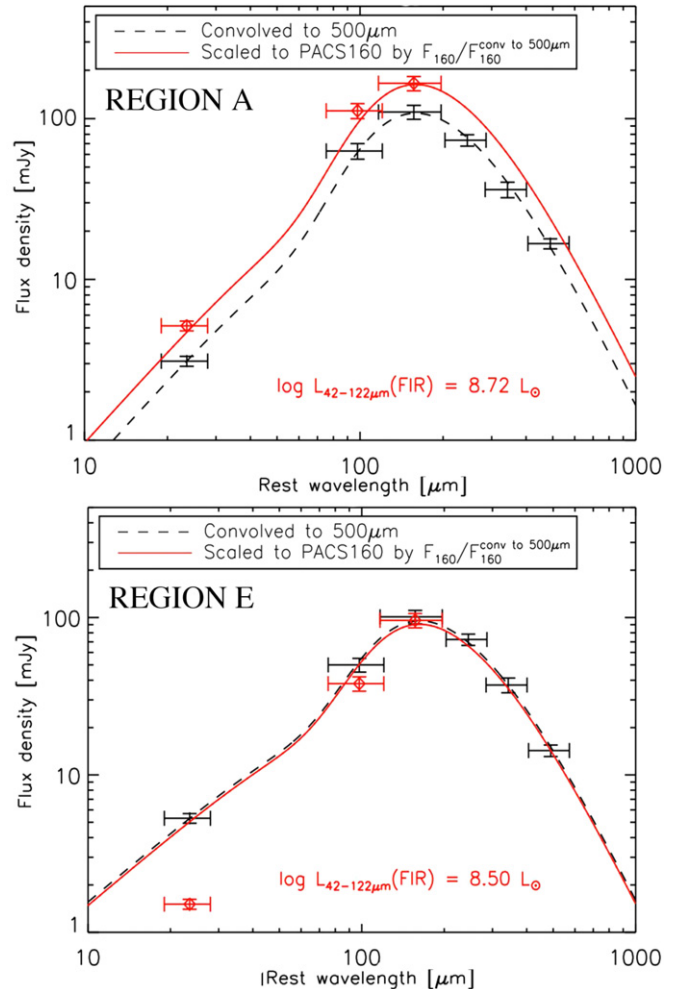 Convolved to 500μm
Scaled to PACS160 by F₁₆₀/F₁₆₀ᶜᵒⁿᵛ ᵗᵒ ⁵⁰⁰μᵐ
REGION A
100
10
1
Flux density [mJy]
log L₄₂₋₁₂₂μₘ(FIR) = 8.72 L⊙
10 100 1000
Rest wavelength [μm]
Convolved to 500μm
Scaled to PACS160 by F₁₆₀/F₁₆₀ᶜᵒⁿᵛ ᵗᵒ ⁵⁰⁰μᵐ
REGION E
100
10
1
Flux density [mJy]
log L₄₂₋₁₂₂μₘ(FIR) = 8.50 L⊙
10 100 1000
|Rest wavelength [μm]